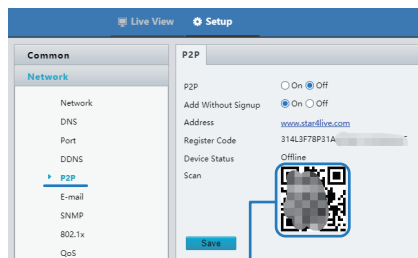 Live View
Setup
Common
Network
Network
DNS
Port
DDNS
P2P
E-mail
SNMP
802.1x
QoS
P2P
P2P On Off
Add Without Signup On Off
Address www.star4live.com
Register Code
Device Status Offline
Scan
Save